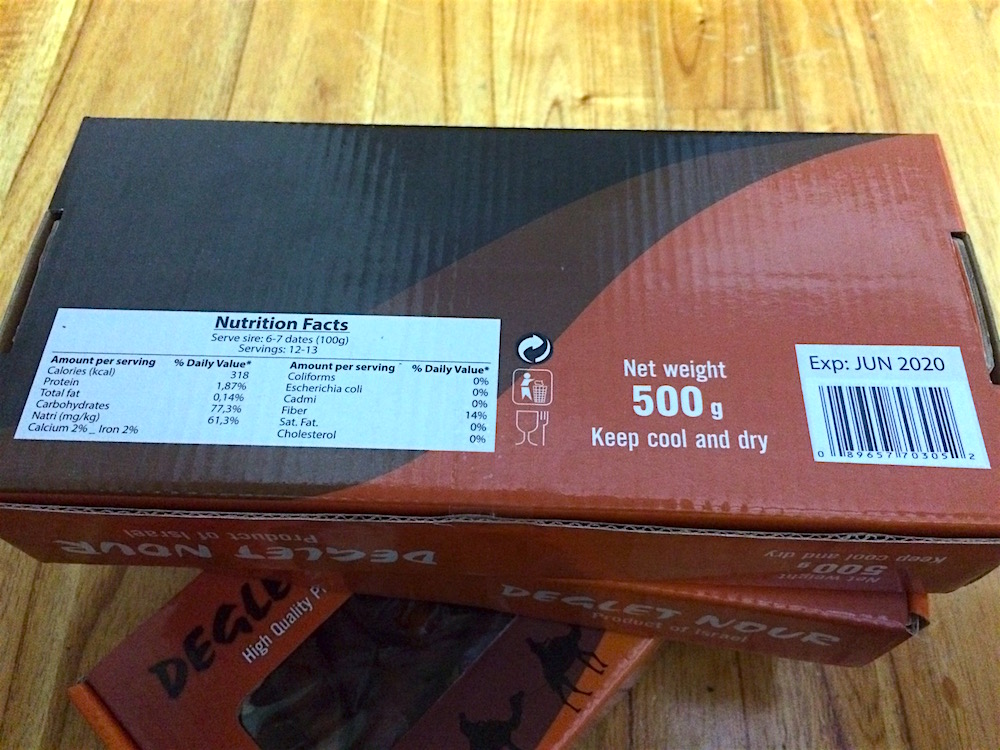 Nutrition Facts
Serve sire: 6-7 dates (100g)
Servings: 12-13
Amount per serving % Daily Value*
Calories (kcal) 318
Protein 1,87%
Total fat 0,14%
Carbohydrates 77,3%
Natri (mg/kg) 61,3%
Calcium 2%_ Iron 2%
Amount per serving % Daily Value*
Coliforms 0%
Escherichia coli 0%
Cadmi 0%
Fiber 14%
Sat. Fat. 0%
Cholesterol 0%
Net weight
500 g
Keep cool and dry
Exp: JUN 2020
0 89657 70305 2
DEGLET NOUR
Product of Israel
Net weight
500 g
Keep cool and dry
DEGLET NOUR
Product of Israel
DEGLE
High Quality